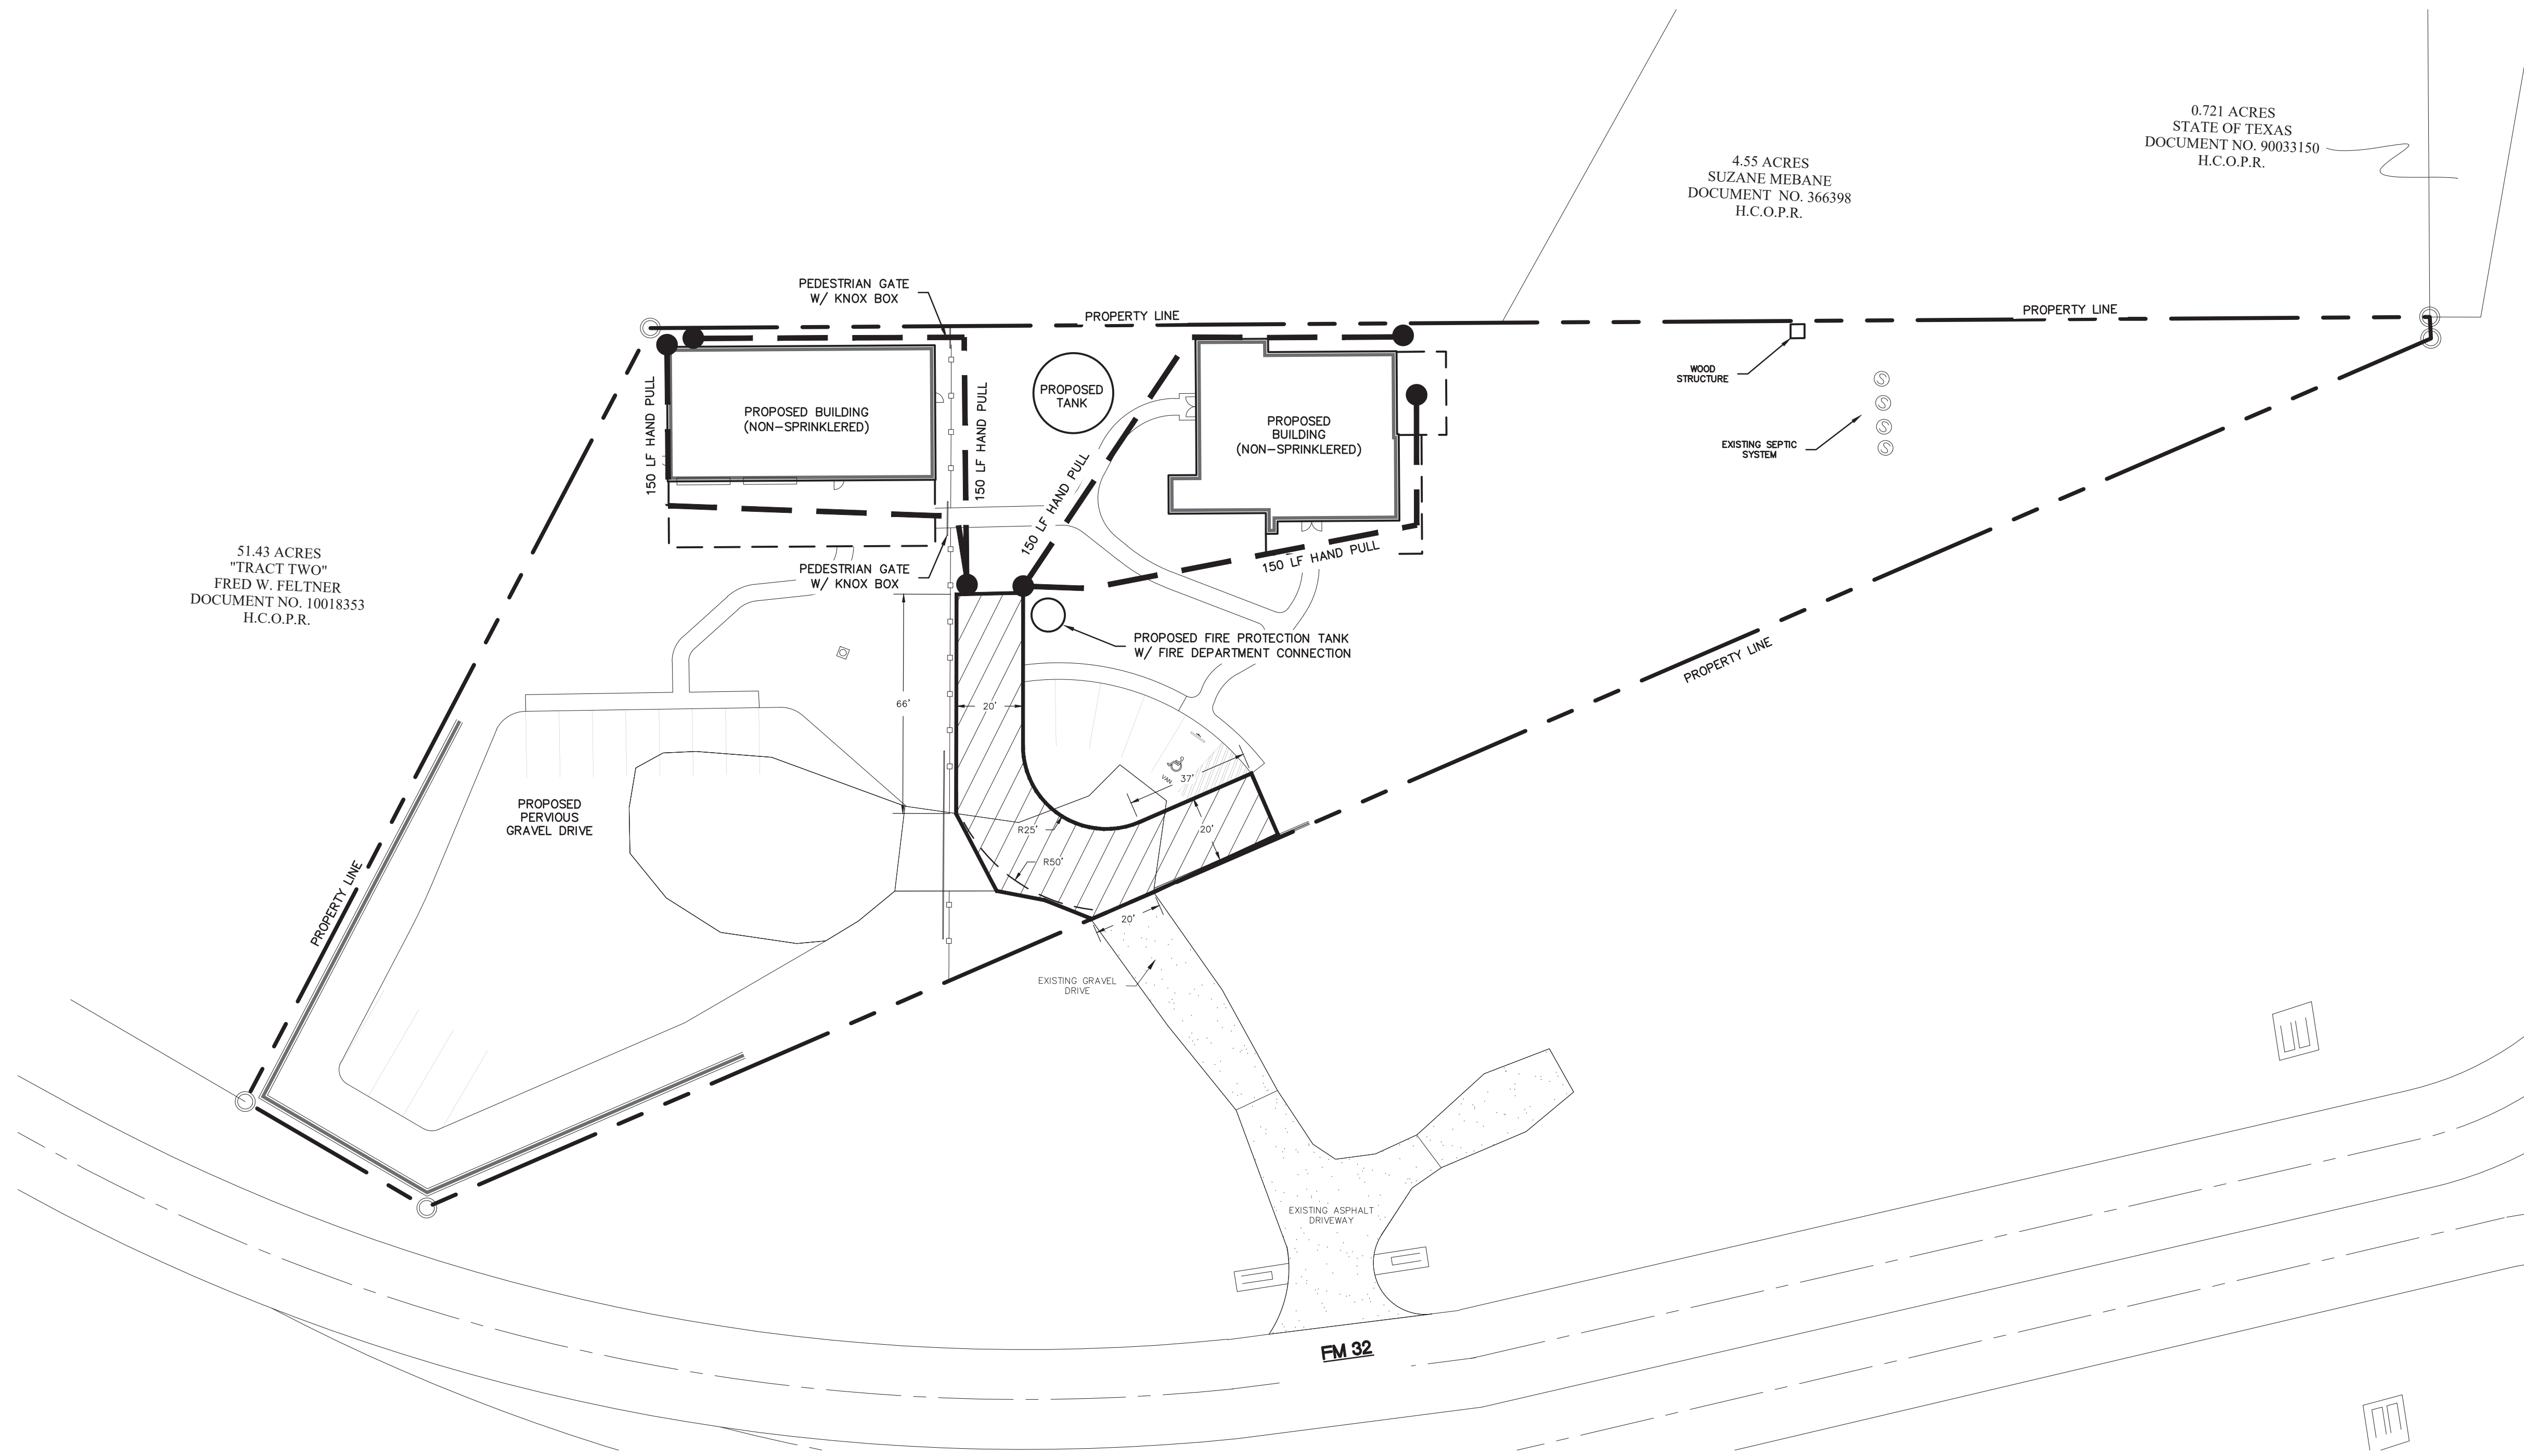 0.721 ACRES
STATE OF TEXAS
DOCUMENT NO. 90033150
H.C.O.P.R.
4.55 ACRES
SUZANE MEBANE
DOCUMENT NO. 366398
H.C.O.P.R.
PEDESTRIAN GATE
W/ KNOX BOX
PROPERTY LINE
PROPERTY LINE
WOOD
STRUCTURE
150 LF HAND PULL
PROPOSED BUILDING
(NON-SPRINKLERED)
150 LF HAND PULL
PROPOSED
TANK
150 LF HAND PULL
PROPOSED
BUILDING
(NON-SPRINKLERED)
EXISTING SEPTIC
SYSTEM
S
S
S
S
51.43 ACRES
"TRACT TWO"
FRED W. FELTNER
DOCUMENT NO. 10018353
H.C.O.P.R.
PEDESTRIAN GATE
W/ KNOX BOX
150 LF HAND PULL
PROPOSED FIRE PROTECTION TANK
W/ FIRE DEPARTMENT CONNECTION
PROPERTY LINE
66'
20'
VAN
37'
PROPOSED
PERVIOUS
GRAVEL DRIVE
R25'
20'
R50'
PROPERTY LINE
20'
EXISTING GRAVEL
DRIVE
EXISTING ASPHALT
DRIVEWAY
FM 32